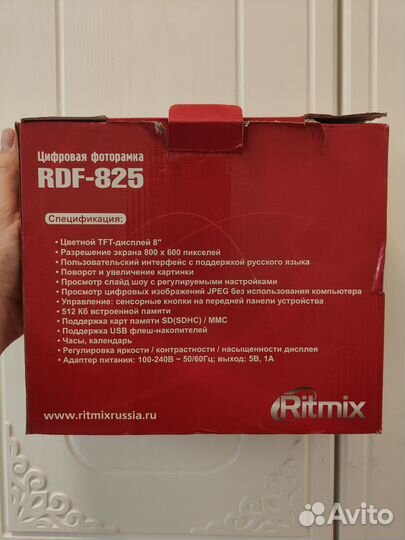 Цифровая фоторамка
RDF-825
Спецификация:
• Цветной TFT-дисплей 8"
• Разрешение экрана 800 x 600 пикселей
• Пользовательский интерфейс с поддержкой русского языка
• Поворот и увеличение картинки
• Просмотр слайд шоу с регулируемыми настройками
• Просмотр цифровых изображений JPEG без использования компьютера
• Управление: сенсорные кнопки на передней панели устройства
• 512 Кб встроенной памяти
• Поддержка карт памяти SD(SDHC) / MMC
• Поддержка USB флеш-накопителей
• Часы, календарь
• Регулировка яркости / контрастности / насыщенности дисплея
• Адаптер питания: 100-240В ~ 50/60Гц; выход: 5В, 1А
www.ritmixrussia.ru
Ritmix
Avito